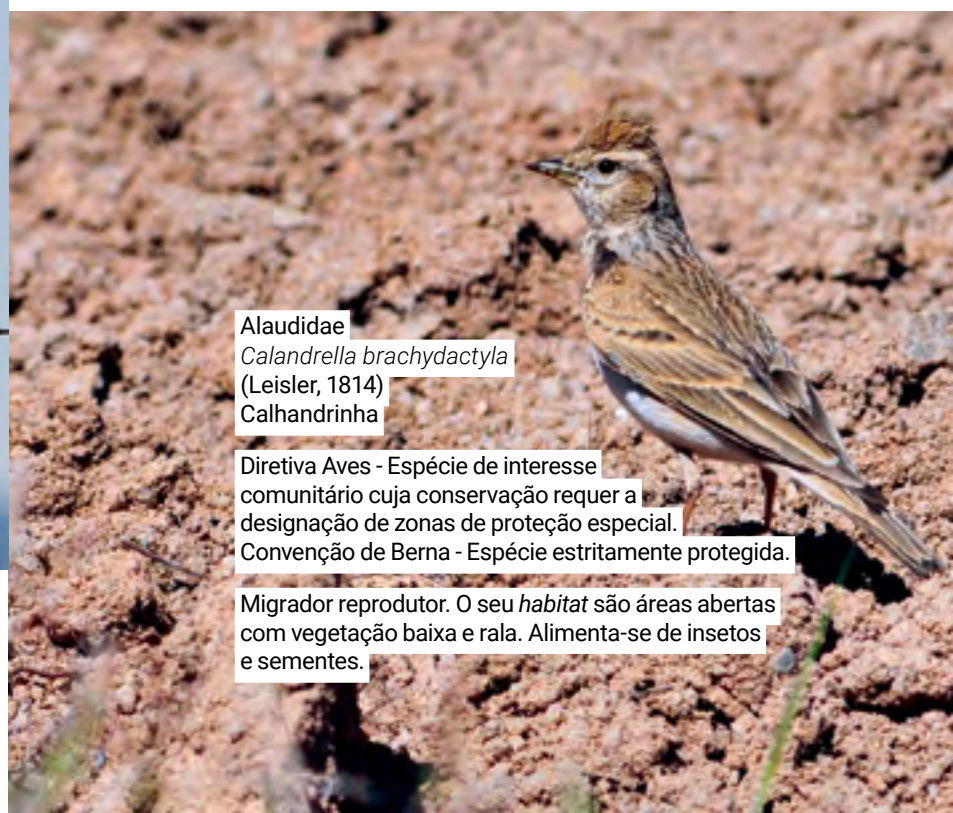 Alaudidae
Calandrella brachydactyla
(Leisler, 1814)
Calhandrinha
Diretiva Aves - Espécie de interesse
comunitário cuja conservação requer a
designação de zonas de proteção especial.
Convenção de Berna - Espécie estritamente protegida.
Migrador reprodutor. O seu habitat são áreas abertas
com vegetação baixa e rala. Alimenta-se de insetos
e sementes.